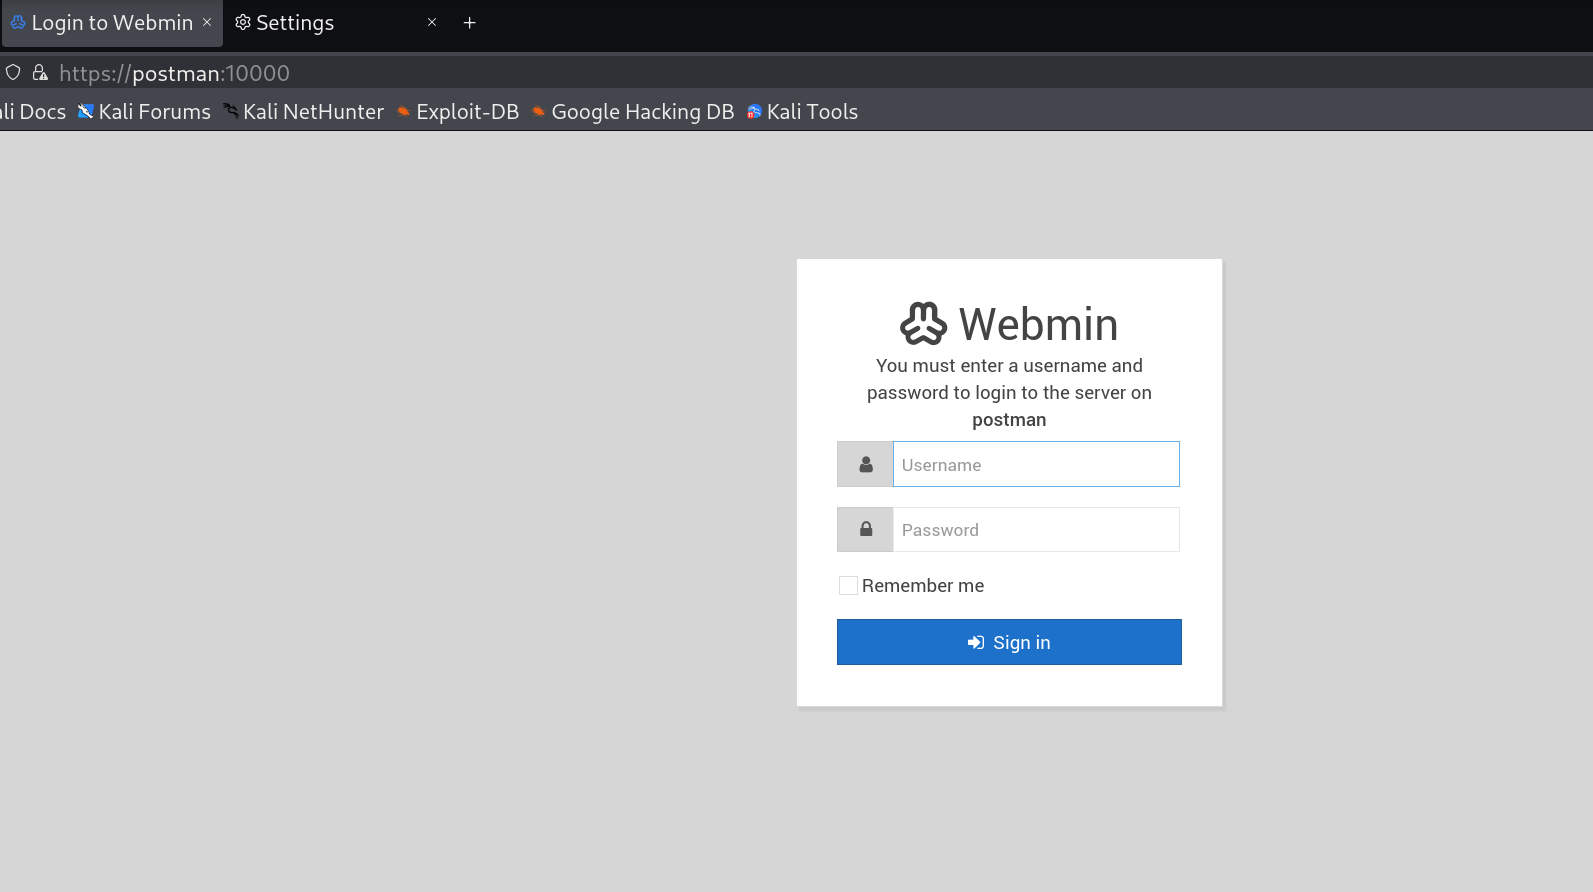 Login to Webmin
Settings
https://postman:10000
ali Docs Kali Forums Kali NetHunter Exploit-DB Google Hacking DB Kali Tools
Webmin
You must enter a username and
password to login to the server on
postman
Username
Password
Remember me
Sign in